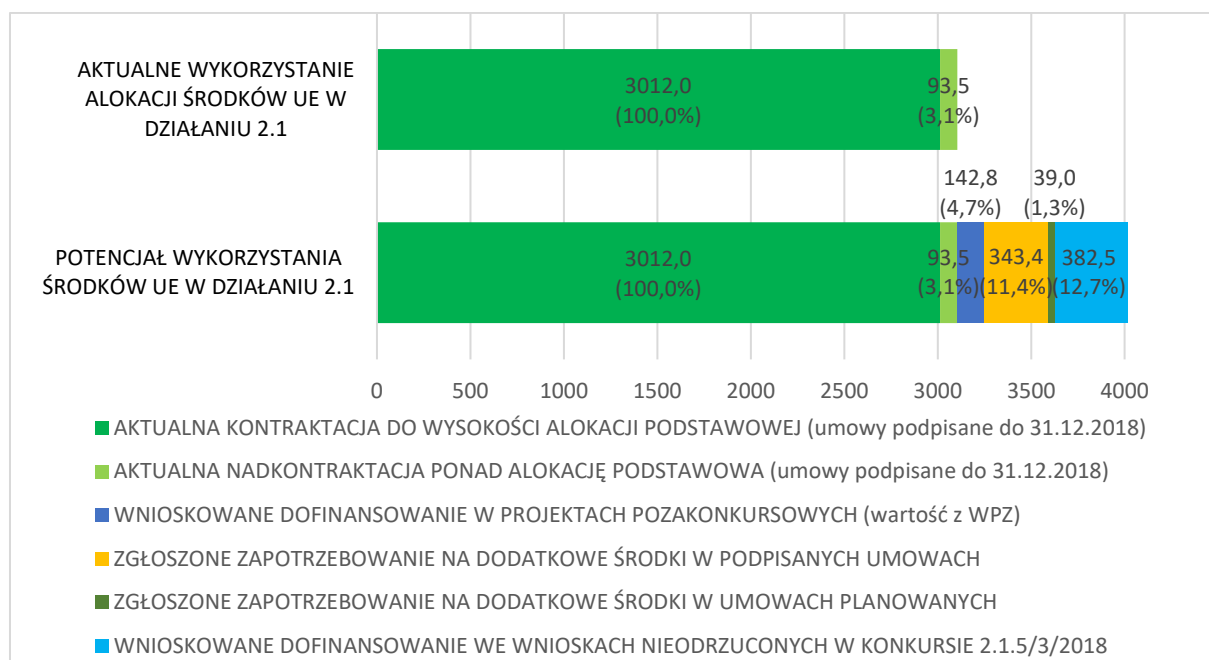 AKTUALNE WYKORZYSTANIE
ALOKACJI ŚRODKÓW UE W
DZIAŁANIU 2.1
3012,0
(100,0%)
93,5
(3,1%)
POTENCJAŁ WYKORZYSTANIA
ŚRODKÓW UE W DZIAŁANIU 2.1
3012,0
(100,0%)
93,5
(3,1%)
142,8
(4,7%)
343,4
(11,4%)
39,0
(1,3%)
382,5
(12,7%)
0 500 1000 1500 2000 2500 3000 3500 4000
AKTUALNA KONTRAKTACJA DO WYSOKOŚCI ALOKACJI PODSTAWOWEJ (umowy podpisane do 31.12.2018)
AKTUALNA NADKONTRAKTACJA PONAD ALOKACJĘ PODSTAWOWA (umowy podpisane do 31.12.2018)
WNIOSKOWANE DOFINANSOWANIE W PROJEKTACH POZAKONKURSOWYCH (wartość z WPZ)
ZGŁOSZONE ZAPOTRZEBOWANIE NA DODATKOWE ŚRODKI W PODPISANYCH UMOWACH
ZGŁOSZONE ZAPOTRZEBOWANIE NA DODATKOWE ŚRODKI W UMOWACH PLANOWANYCH
WNIOSKOWANE DOFINANSOWANIE WE WNIOSKACH NIEODRZUCONYCH W KONKURSIE 2.1.5/3/2018